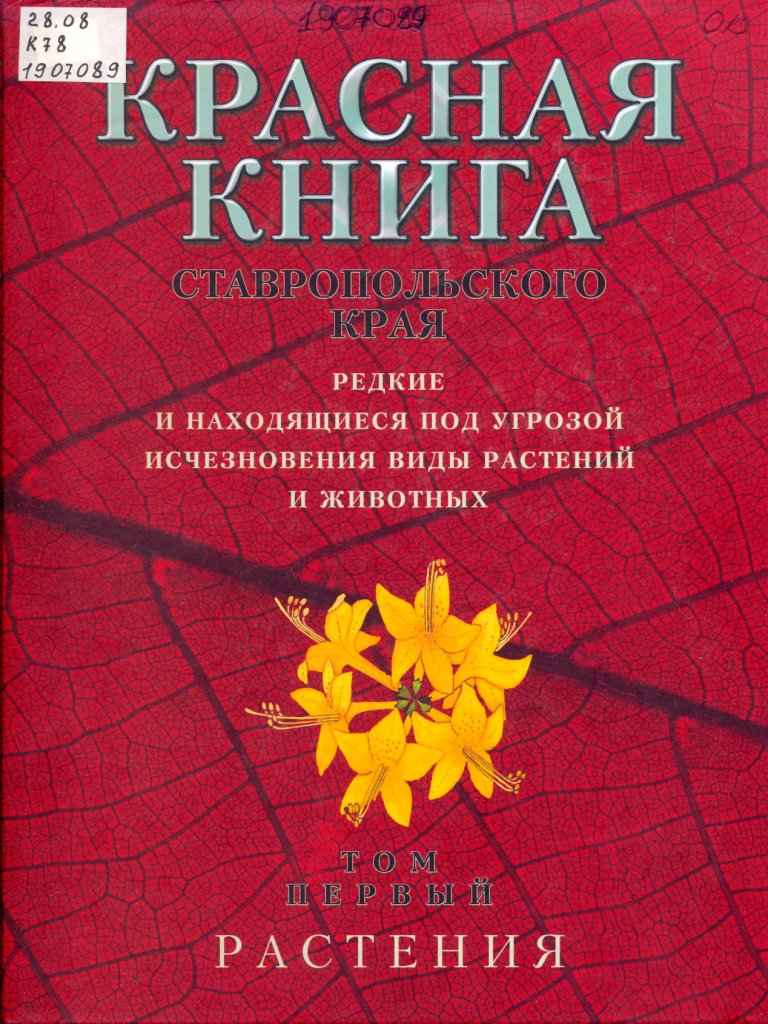 28.08
К78
1907089
1907089
КРАСНАЯ
КНИГА
СТАВРОПОЛЬСКОГО
КРАЯ
РЕДКИЕ
И НАХОДЯЩИЕСЯ ПОД УГРОЗОЙ
ИСЧЕЗНОВЕНИЯ ВИДЫ РАСТЕНИЙ
И ЖИВОТНЫХ
ТОМ
ПЕРВЫЙ
РАСТЕНИЯ